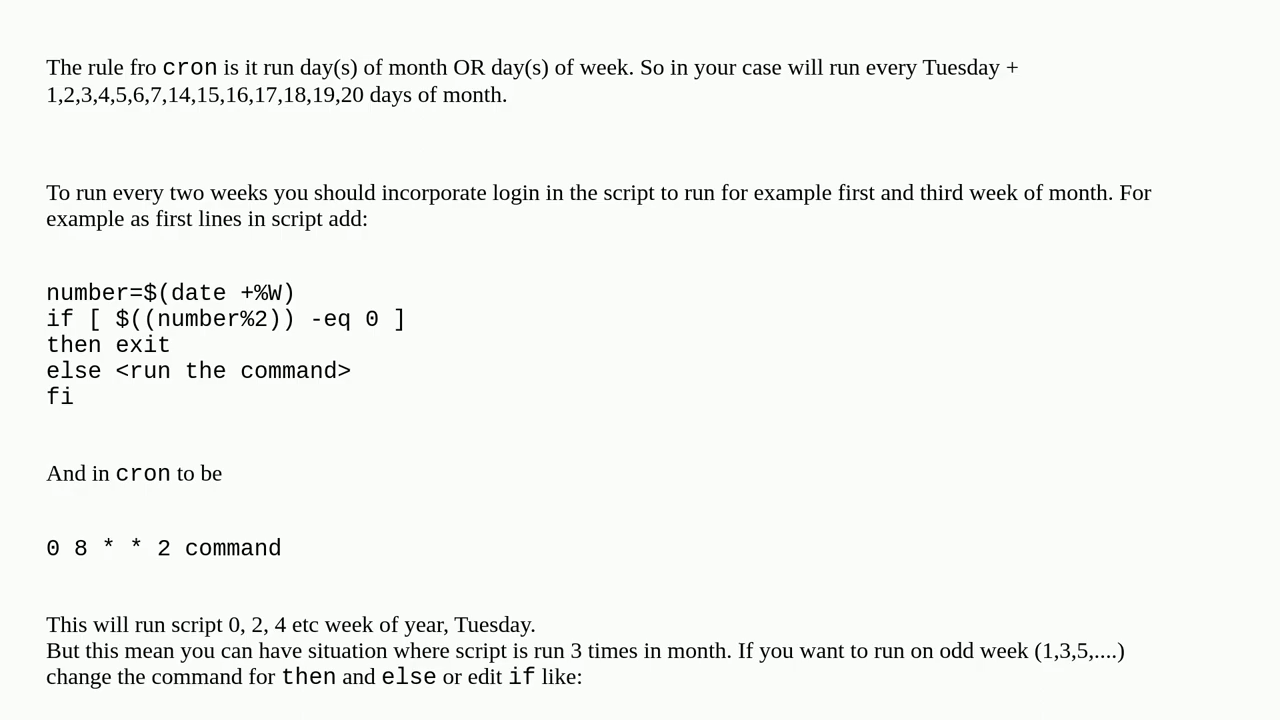 The rule fro cron is it run day(s) of month OR day(s) of week. So in your case will run every Tuesday +
1,2,3,4,5,6,7,14,15,16,17,18,19,20 days of month.
To run every two weeks you should incorporate login in the script to run for example first and third week of month. For
example as first lines in script add:
number=$(date +%W)
if [ $((number%2)) -eq 0 ]
then exit
else <run the command>
fi
And in cron to be
0 8 * * 2 command
This will run script 0, 2, 4 etc week of year, Tuesday.
But this mean you can have situation where script is run 3 times in month. If you want to run on odd week (1,3,5,....)
change the command for then and else or edit if like: